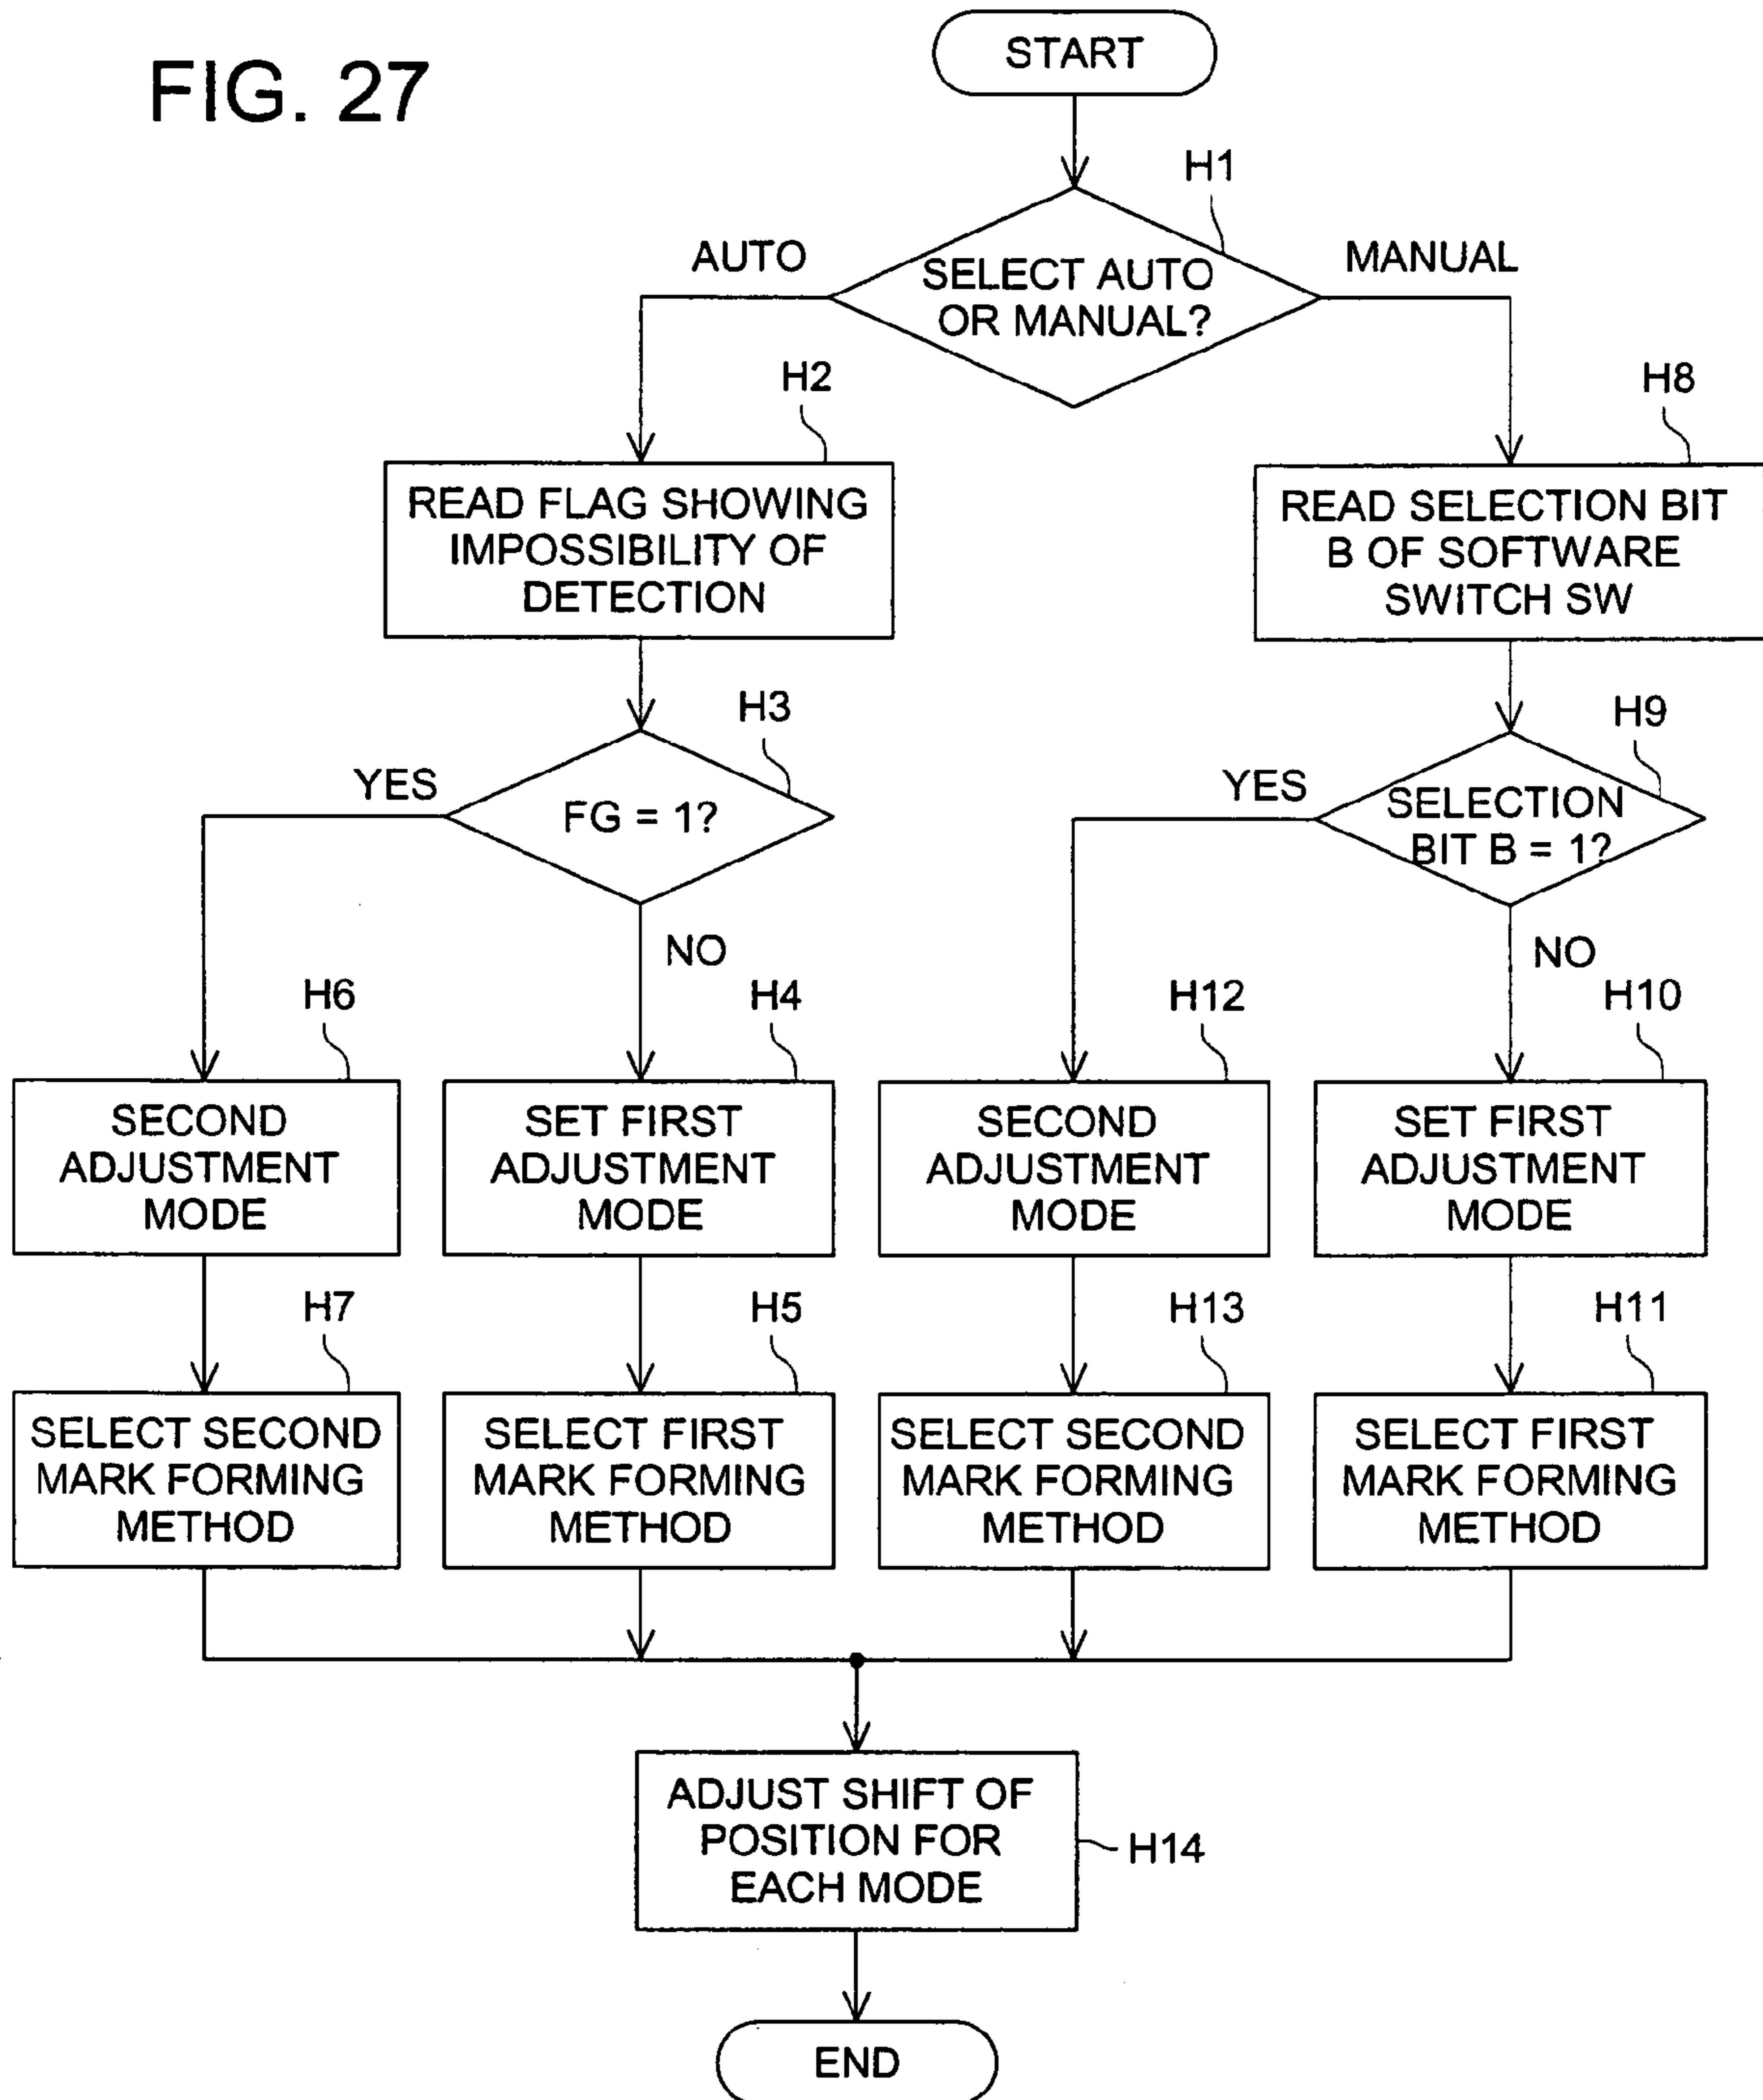 FIG. 27
START
H1
SELECT AUTO
OR MANUAL?
AUTO
MANUAL
H2
READ FLAG SHOWING
IMPOSSIBILITY OF
DETECTION
H8
READ SELECTION BIT
B OF SOFTWARE
SWITCH SW
H3
FG = 1?
YES
NO
H9
SELECTION
BIT B = 1?
YES
NO
H6
SECOND
ADJUSTMENT
MODE
H4
SET FIRST
ADJUSTMENT
MODE
H12
SECOND
ADJUSTMENT
MODE
H10
SET FIRST
ADJUSTMENT
MODE
H7
SELECT SECOND
MARK FORMING
METHOD
H5
SELECT FIRST
MARK FORMING
METHOD
H13
SELECT SECOND
MARK FORMING
METHOD
H11
SELECT FIRST
MARK FORMING
METHOD
ADJUST SHIFT OF
POSITION FOR
EACH MODE
H14
END